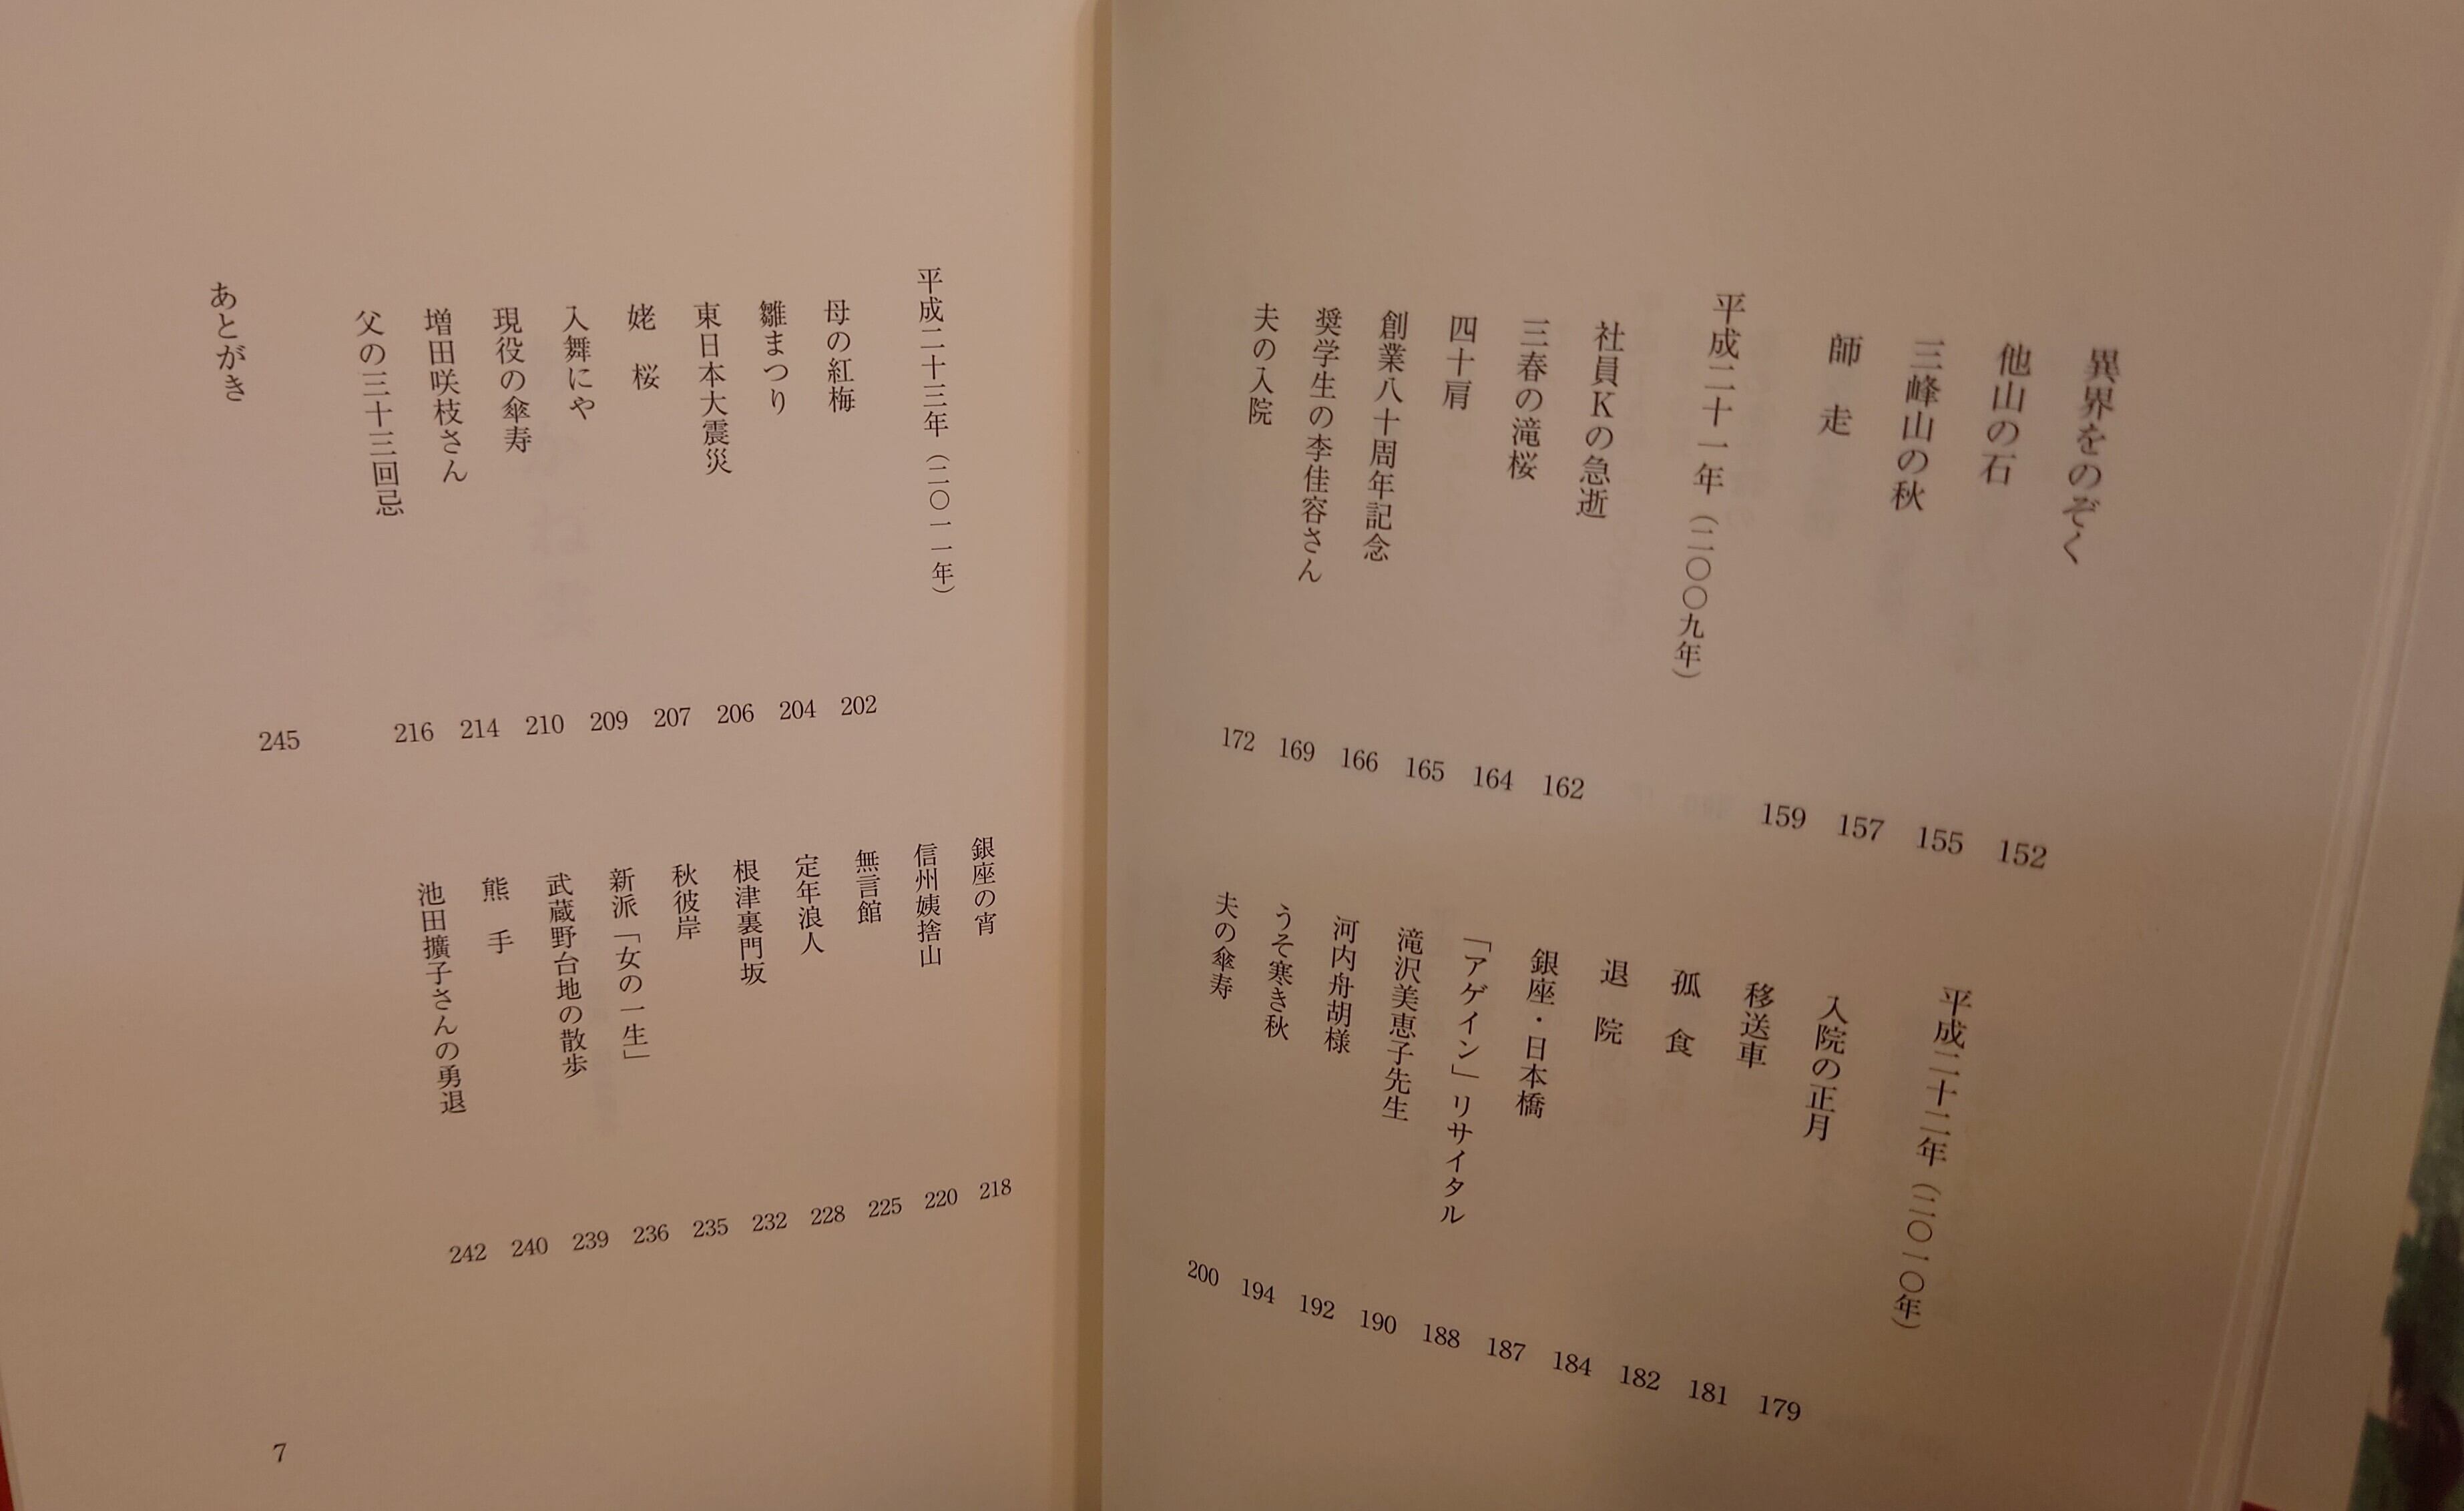 異界をのぞく 152
他山の石 155
三峰山の秋 157
師走 159
平成二十一年（二〇〇九年）
社員Kの急逝 162
三春の滝桜 164
四十肩 165
創業八十周年記念 166
奨学生の李佳容さん 169
夫の入院 172
平成二十二年（二〇一〇年）
入院の正月 179
移送車 181
孤食 182
退院 184
銀座・日本橋 187
「アゲイン」リサイタル 188
滝沢美恵子先生 190
河内舟胡様 192
うそ寒き秋 194
夫の傘寿 200
平成二十三年（二〇一一年）
母の紅梅 202
雛まつり 204
東日本大震災 206
姥桜 207
入舞にや 209
現役の傘寿 210
増田咲枝さん 214
父の三十三回忌 216
銀座の宵 218
信州姨捨山 220
無言館 225
定年浪人 228
根津裏門坂 232
秋彼岸 235
新派「女の一生」 236
武蔵野台地の散歩 239
熊手 240
池田擴子さんの勇退 242
あとがき 245
7